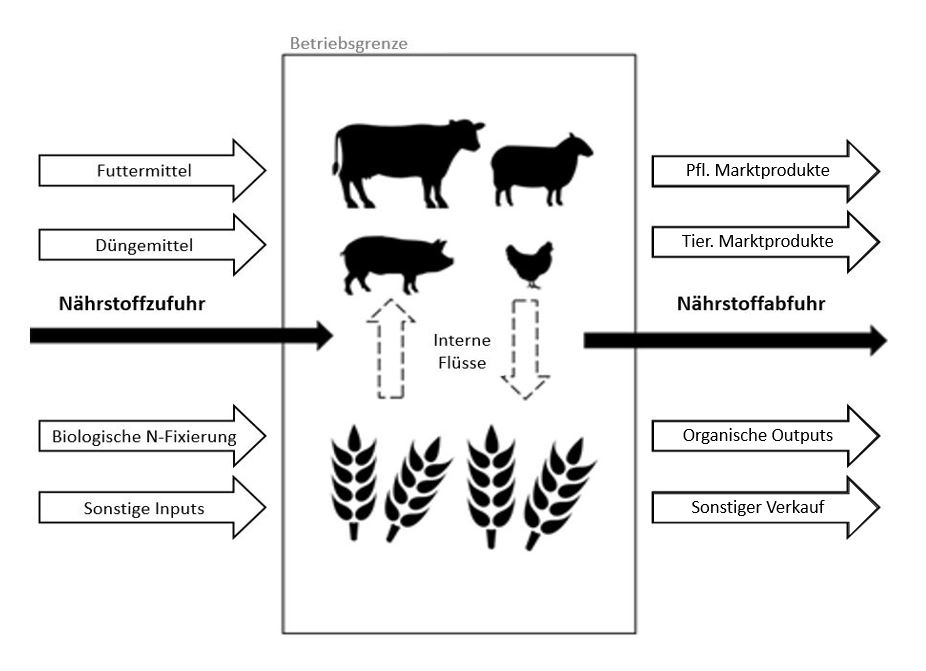 Betriebsgrenze
Futtermittel
Düngemittel
Nährstoffzufuhr
Biologische N-Fixierung
Sonstige Inputs
Interne
Flüsse
Pfl. Marktprodukte
Tier. Marktprodukte
Nährstoffabfuhr
Organische Outputs
Sonstiger Verkauf